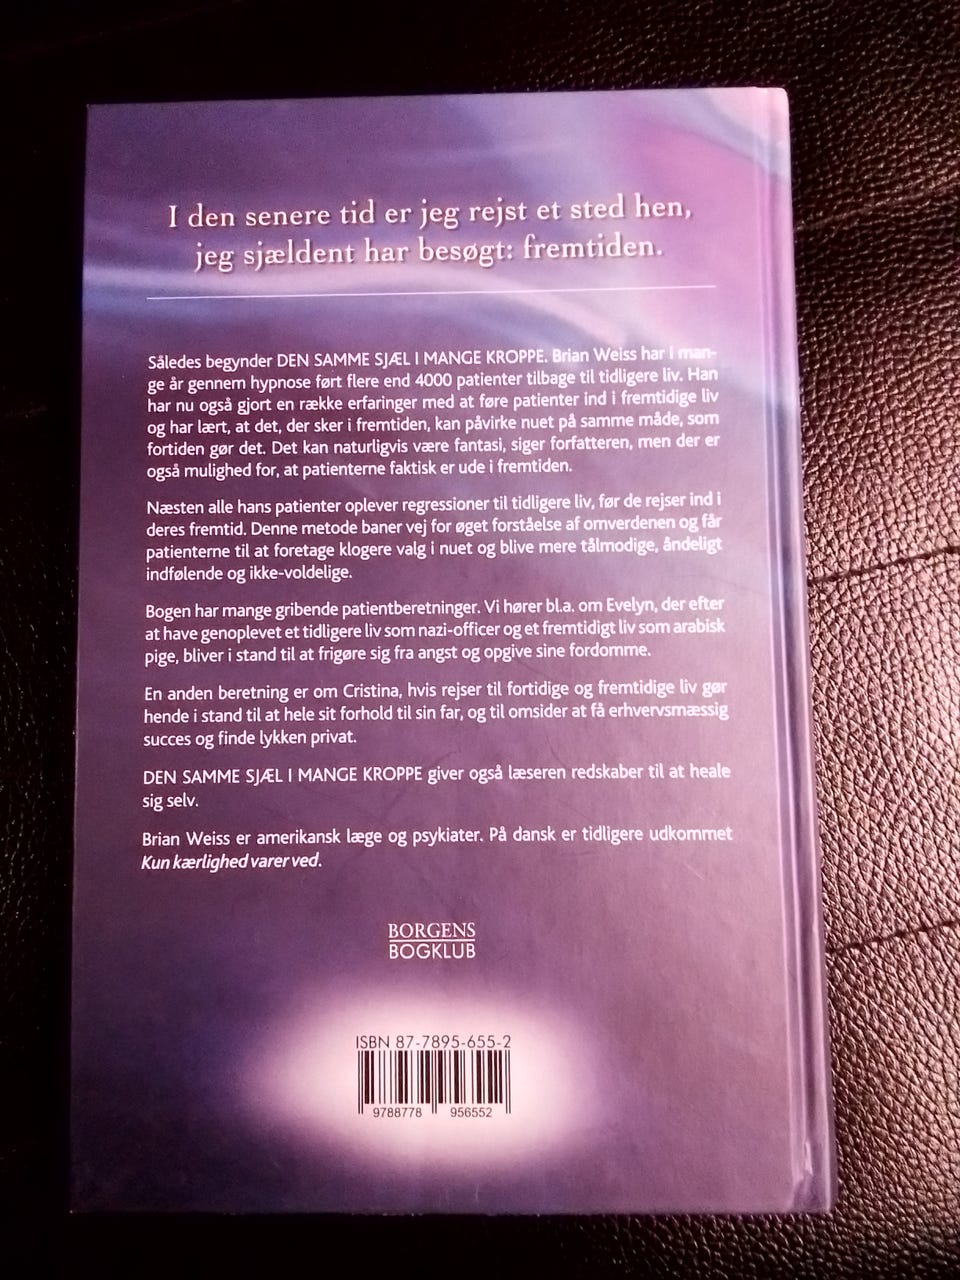 I den senere tid er jeg rejst et sted hen,
jeg sjældent har besøgt: fremtiden.
Således begynder DEN SAMME SJÆL I MANGE KROPPE. Brian Weiss har i man-
ge år gennem hypnose ført flere end 4000 patienter tilbage til tidligere liv. Han
har nu også gjort en række erfaringer med at føre patienter ind i fremtidige liv
og har lært, at det, der sker i fremtiden, kan påvirke nuet på samme måde, som
fortiden gør det. Det kan naturligvis være fantasi, siger forfatteren, men der er
også mulighed for, at patienterne faktisk er ude i fremtiden.
Næsten alle hans patienter oplever regressioner til tidligere liv, før de rejser ind i
deres fremtid. Denne metode baner vej for øget forståelse af omverdenen og får
patienterne til at foretage klogere valg i nuet og blive mere tålmodige, åndeligt
indfølende og ikke-voldelige.
Bogen har mange gribende patientberetninger. Vi hører bl.a. om Evelyn, der efter
at have genoplevet et tidligere liv som nazi-officer og et fremtidigt liv som arabisk
pige, bliver i stand til at frigøre sig fra angst og opgive sine fordomme.
En anden beretning er om Cristina, hvis rejser til fortidige og fremtidige liv gør
hende i stand til at hele sit forhold til sin far, og til omsider at få erhvervsmæssig
succes og finde lykken privat.
DEN SAMME SJÆL I MANGE KROPPE giver også læseren redskaber til at heale
sig selv.
Brian Weiss er amerikansk læge og psykiater. På dansk er tidligere udkommet
Kun kærlighed varer ved.
BORGENS
BOGKLUB
ISBN 87-7895-655-2
9788778 956552